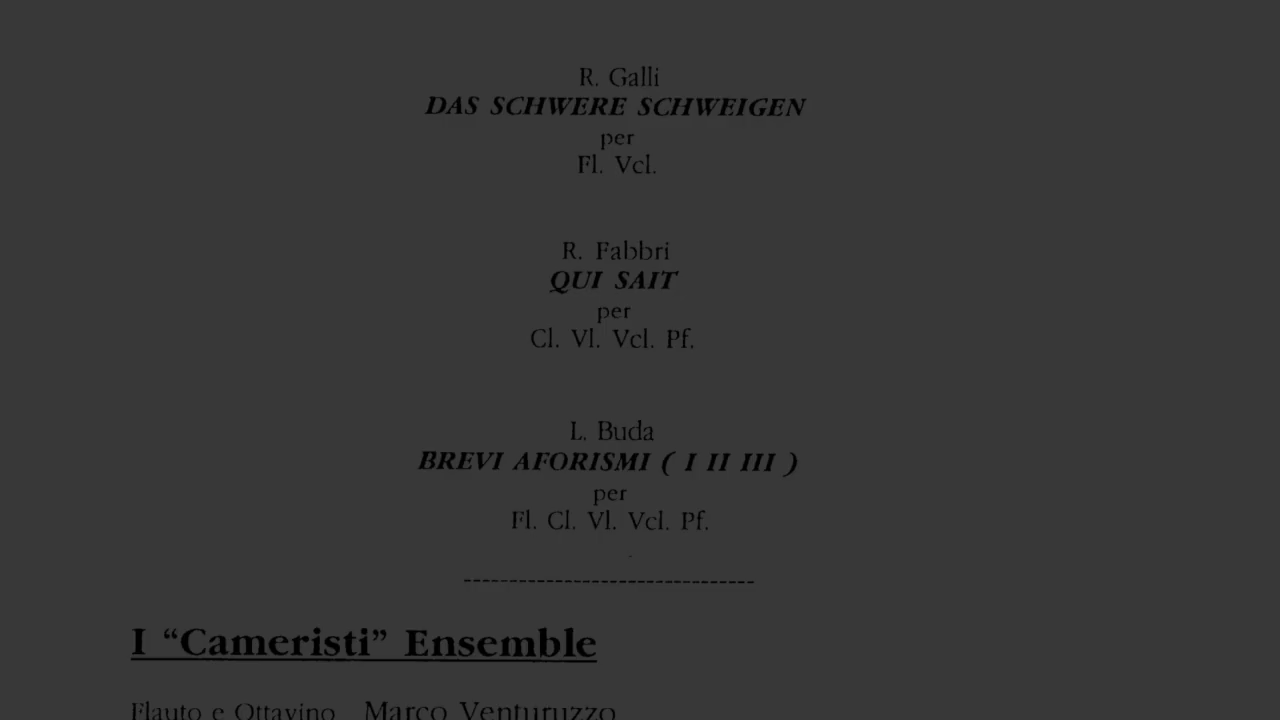 R. Galli
DAS SCHWERE SCHWEIGEN
per
Fl. Vcl.
R. Fabbri
QUI SAIT
per
Cl. Vl. Vcl. Pf.
L. Buda
BREVI AFORISMI ( I II III )
per
Fl. Cl. Vl. Vcl. Pf.
-------------------------------
I “Cameristi” Ensemble
Flauto e Ottavino Marco Venturuzzo